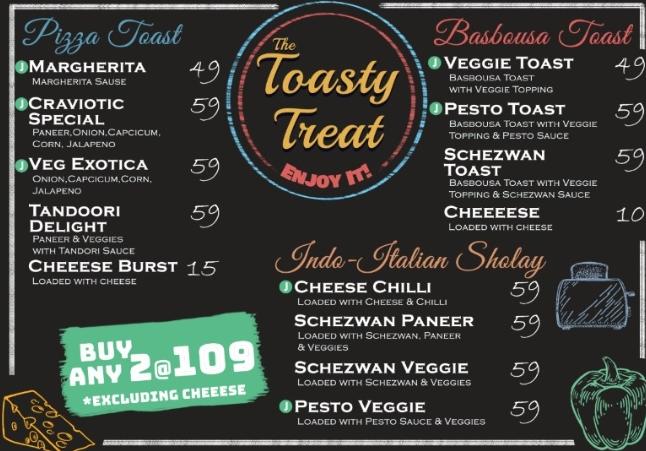 Pizza Toast
J MARGHERITA 49
MARGHERITA SAUSE
J CRAVIOTIC
SPECIAL 59
PANEER,ONION,CAPCICUM,
CORN, JALAPENO
J VEG EXOTICA 59
ONION,CAPCICUM,CORN,
JALAPENO
TANDOORI
DELIGHT 59
PANEER & VEGGIES
WITH TANDORI SAUCE
CHEEESE BURST 15
LOADED WITH CHEESE
The
Toasty
Treat
ENJOY IT!
Basbousa Toast
J VEGGIE TOAST 49
BASBOUSA TOAST
WITH VEGGIE TOPPING
J PESTO TOAST 59
BASBOUSA TOAST WITH VEGGIE
TOPPING & PESTO SAUCE
SCHEZWAN
TOAST 59
BASBOUSA TOAST WITH VEGGIE
TOPPING & SCHEZWAN SAUCE
CHEEEESE 10
LOADED WITH CHEESE
Indo-Italian Sholay
J CHEESE CHILLI 59
LOADED WITH CHEESE & CHILLI
SCHEZWAN PANEER 59
LOADED WITH SCHEZWAN, PANEER
& VEGGIES
SCHEZWAN VEGGIE 59
LOADED WITH SCHEZWAN & VEGGIES
J PESTO VEGGIE 59
LOADED WITH PESTO SAUCE & VEGGIES
BUY
ANY 2@109
*EXCLUDING CHEEESE